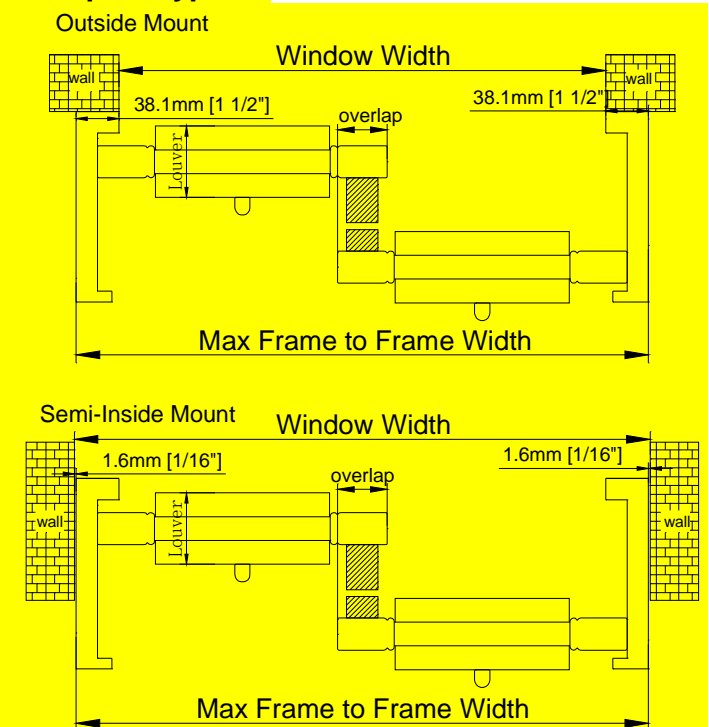 Outside Mount
Window Width
wall
wall
38.1mm [1 1/2"]
38.1mm [1 1/2"
overlap
Louver
Max Frame to Frame Width
Semi-Inside Mount
Window Width
1.6mm [1/16"]
1.6mm [1/16"]
overlap
wall
Louver
wall
Max Frame to Frame Width